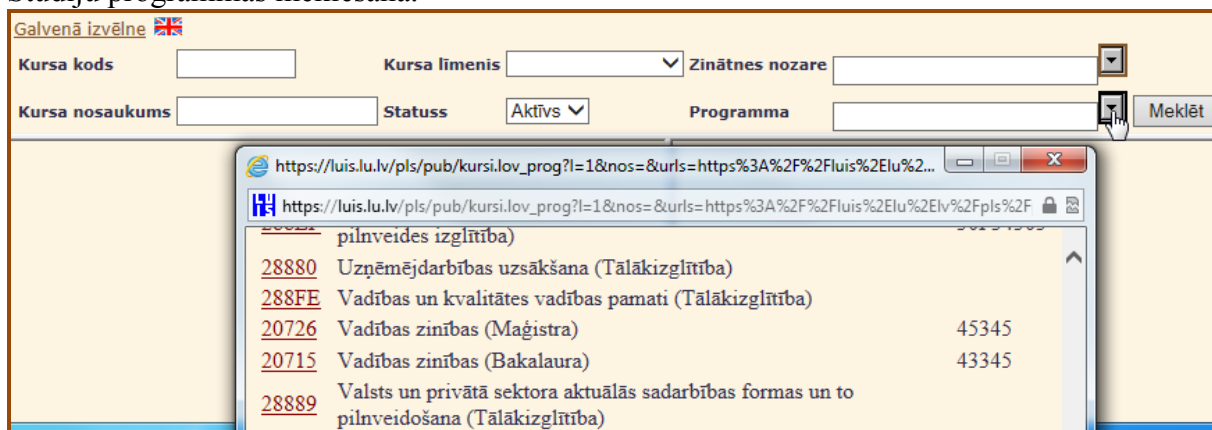 Studiju programmas meklēšana:
Galvenā izvēlne
Kursa kods Kursa līmenis Zinātnes nozare
Kursa nosaukums Statuss Aktīvs Programma Meklēt
https://luis.lu.lv/pls/pub/kursi.lov_prog?l=1&nos=&urls=https%3A%2F%2Fluis%2Elu%2...
https://luis.lu.lv/pls/pub/kursi.lov_prog?l=1&nos=&urls=https%3A%2F%2Fluis%2Elu%2Elv%2Fpls%2F
pilnveides izglītība)
28880 Uzņēmējdarbības uzsākšana (Tālākizglītība)
288FE Vadības un kvalitātes vadības pamati (Tālākizglītība)
20726 Vadības zinības (Maģistra) 45345
20715 Vadības zinības (Bakalaura) 43345
28889 Valsts un privātā sektora aktuālās sadarbības formas un to
pilnveidošana (Tālākizglītība)